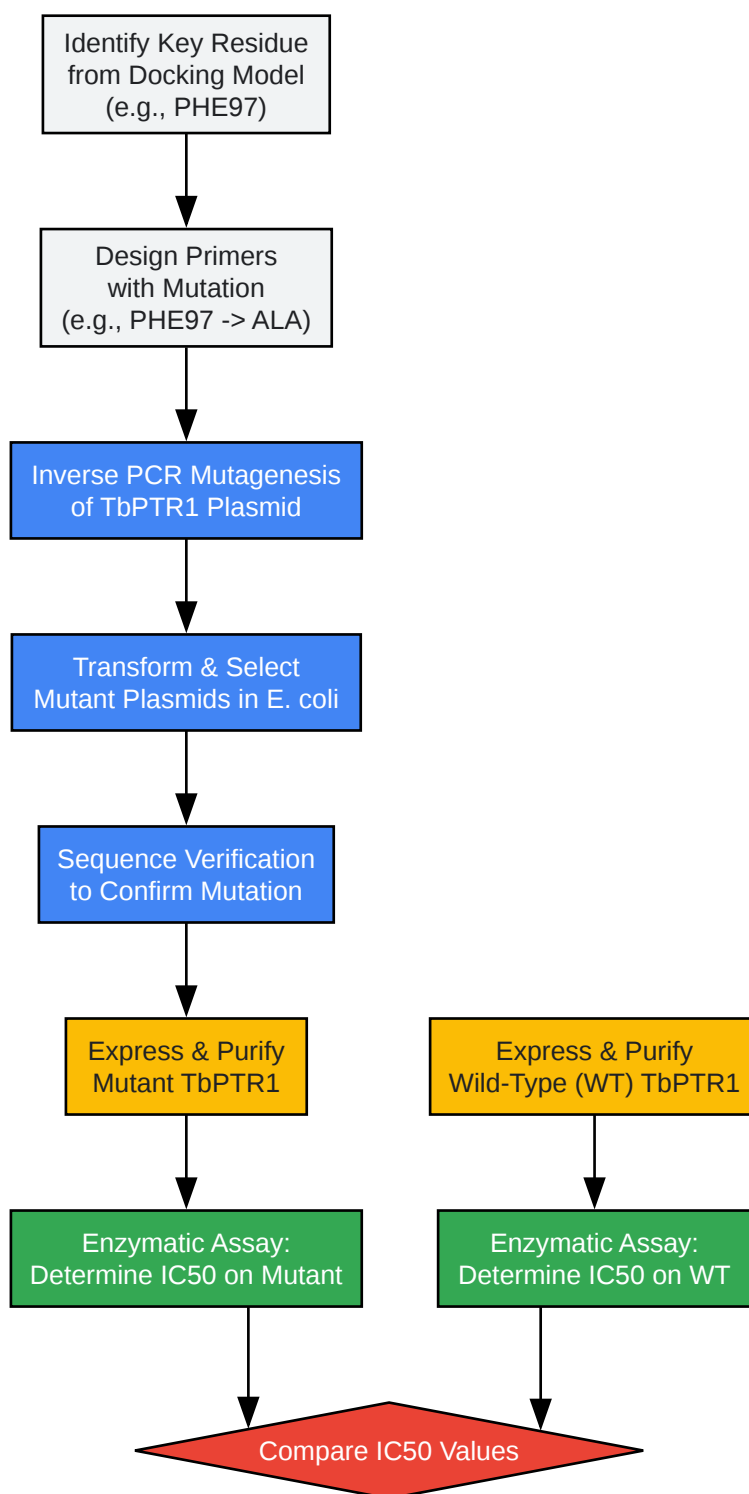 Identify Key Residue
from Docking Model
(e.g., PHE97)
Design Primers
with Mutation
(e.g., PHE97 -> ALA)
Inverse PCR Mutagenesis
of TbPTR1 Plasmid
Transform & Select
Mutant Plasmids in E. coli
Sequence Verification
to Confirm Mutation
Express & Purify
Mutant TbPTR1
Express & Purify
Wild-Type (WT) TbPTR1
Enzymatic Assay:
Determine IC50 on Mutant
Enzymatic Assay:
Determine IC50 on WT
Compare IC50 Values